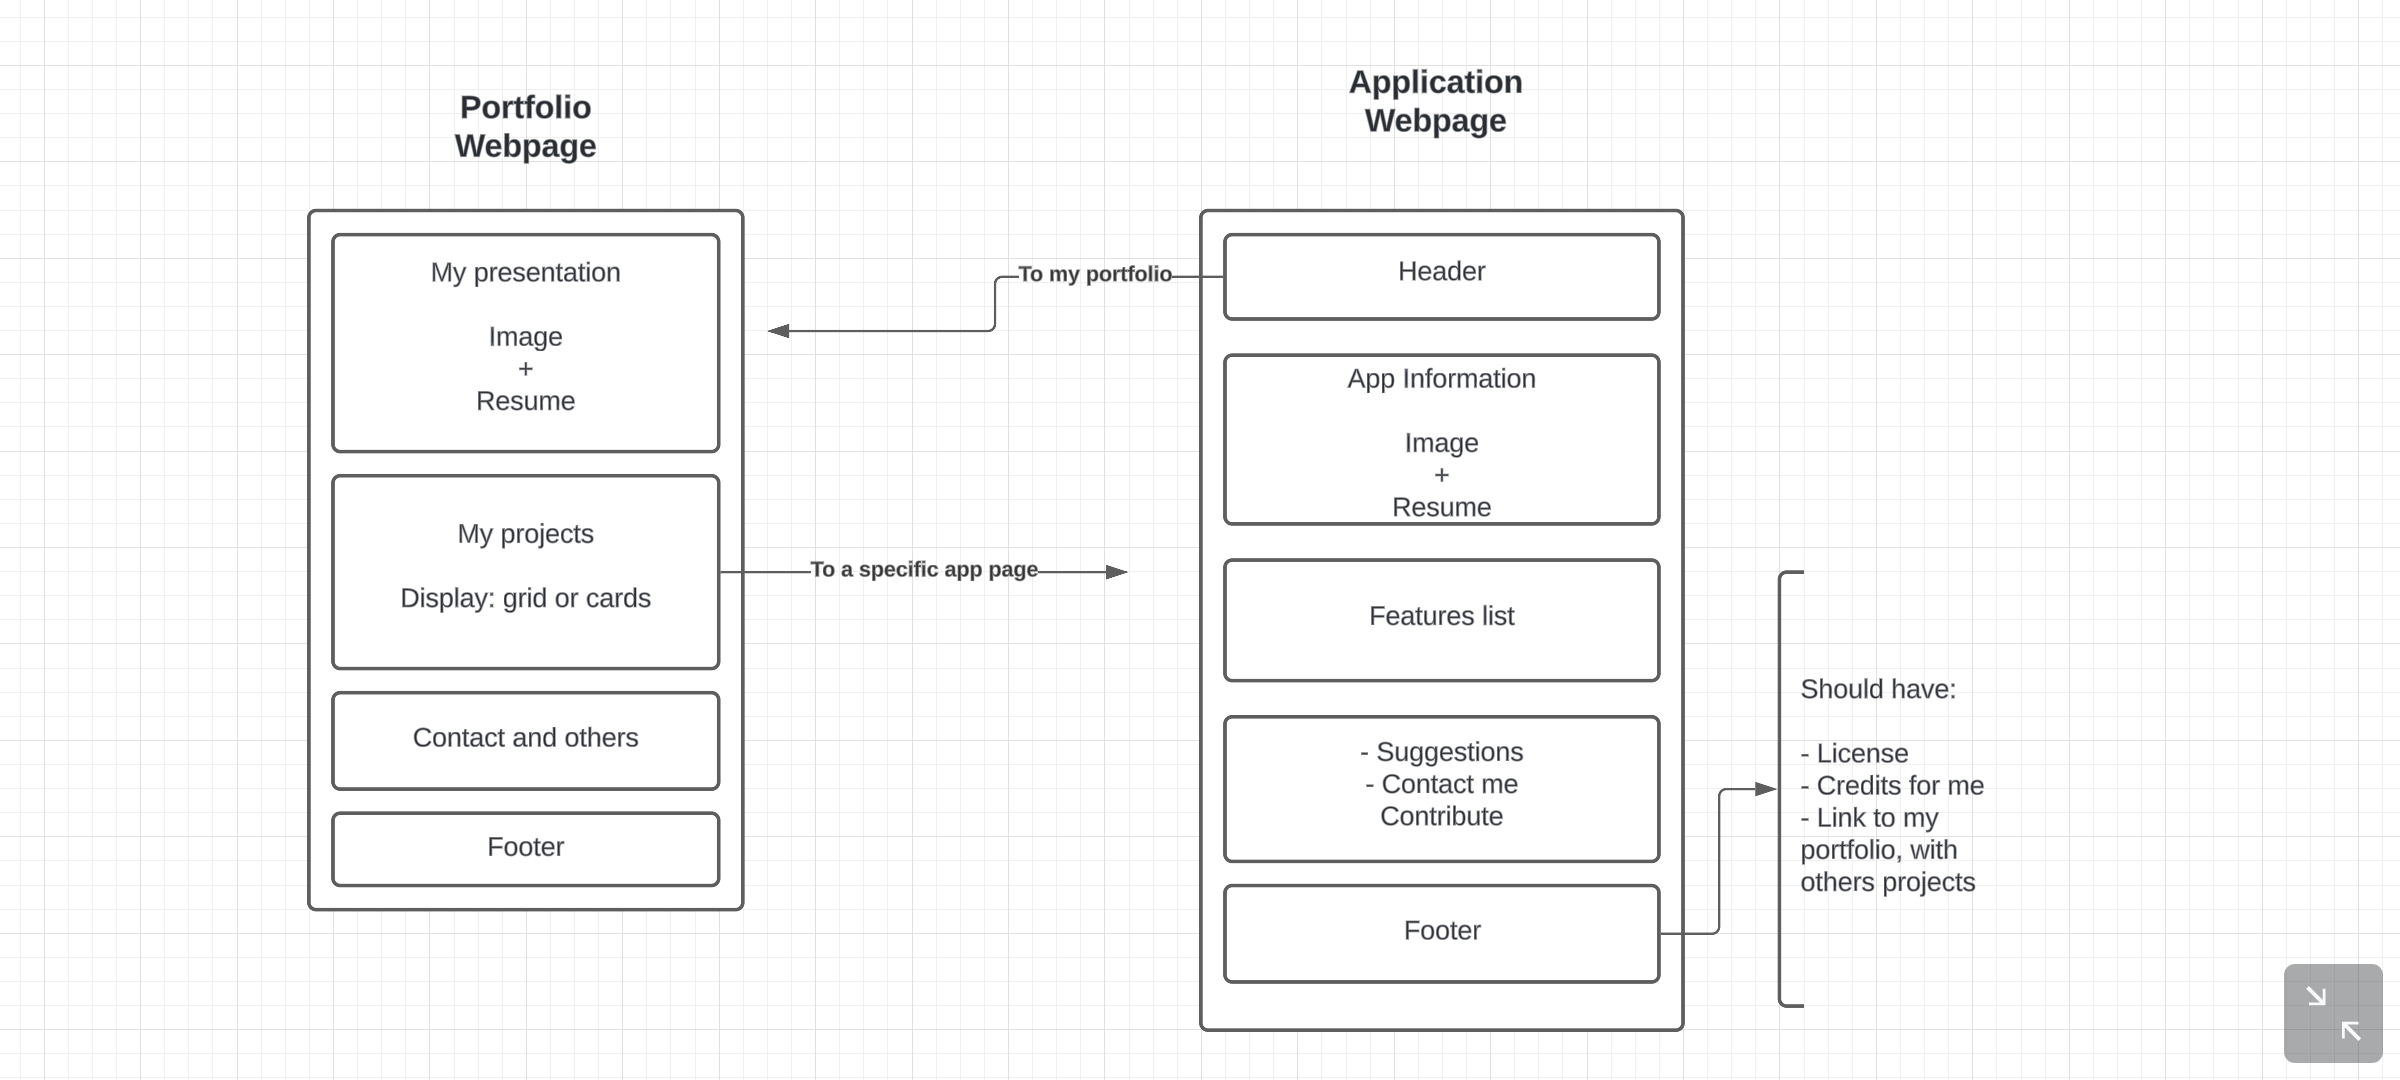 Portfolio
Webpage
My presentation
Image
+
Resume
My projects
Display: grid or cards
Contact and others
Footer
To my portfolio
To a specific app page
Application
Webpage
Header
App Information
Image
+
Resume
Features list
- Suggestions
- Contact me
Contribute
Footer
Should have:
- License
- Credits for me
- Link to my
portfolio, with
others projects